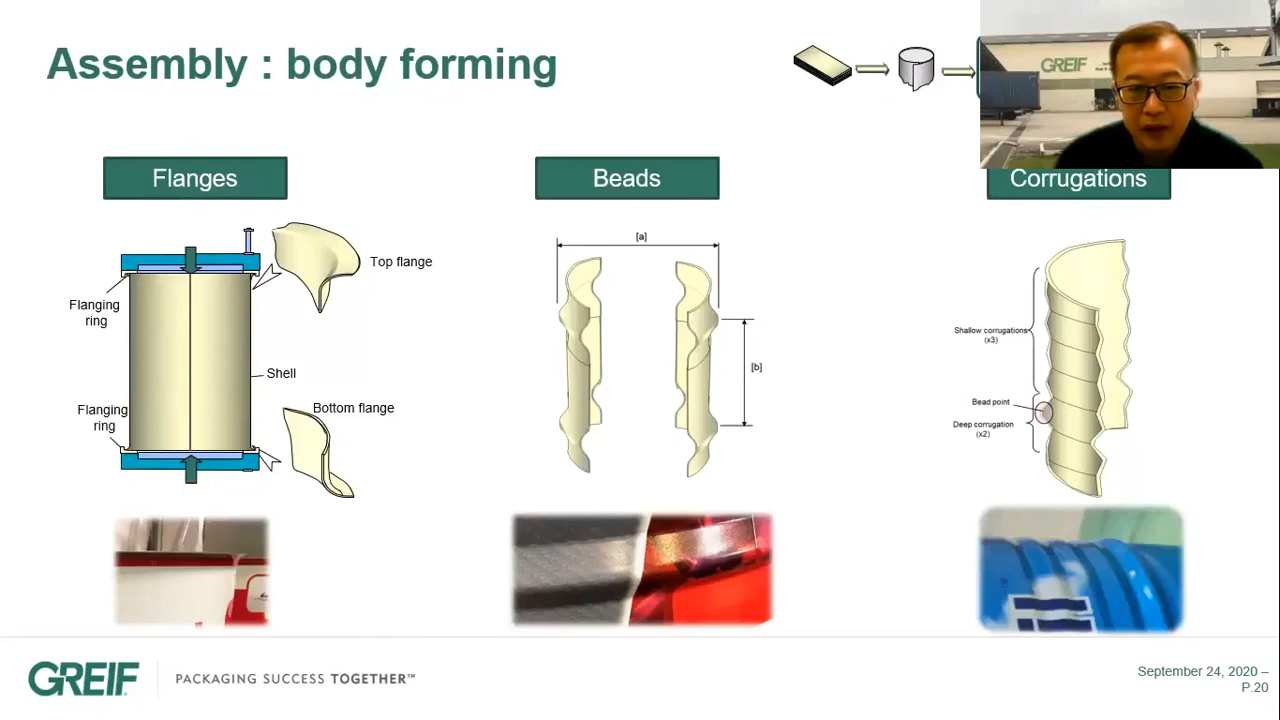 Assembly : body forming
GREIF
Flanges
Beads
Corrugations
Top flange
Flanging
ring
Shell
Flanging
ring
Bottom flange
[a]
[b]
Shallow corrugations
(x3)
Bead point
Deep corrugation
(x2)
GREIF
PACKAGING SUCCESS TOGETHER™
September 24, 2020 –
P.20